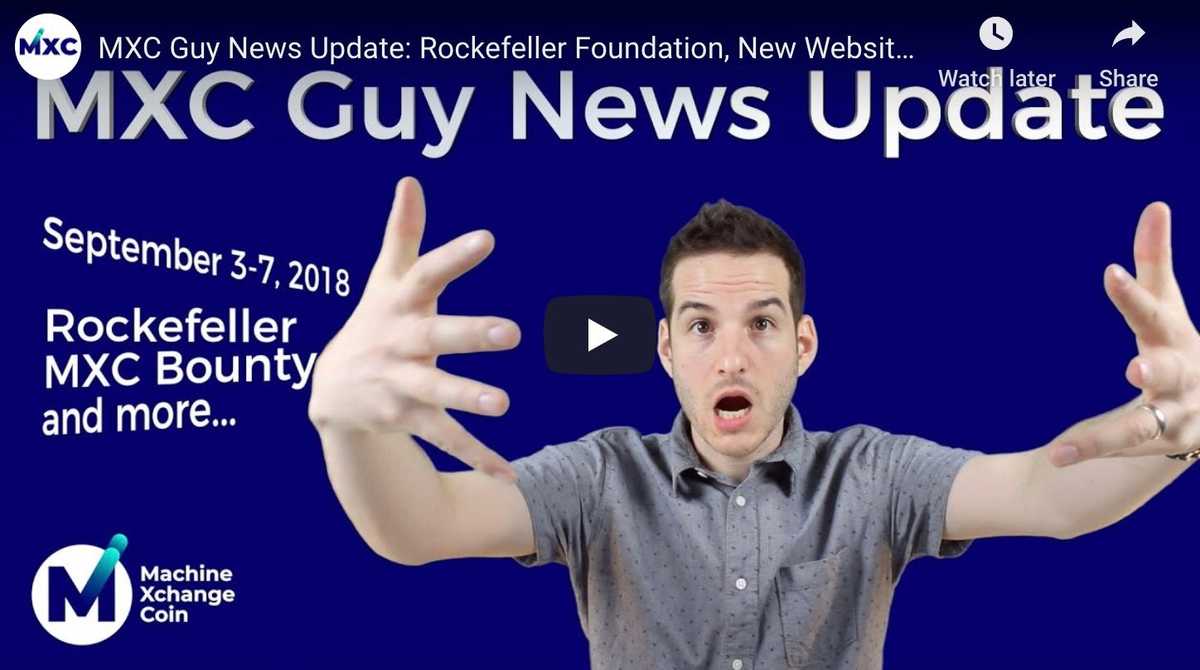 MXC
MXC Guy News Update: Rockefeller Foundation, New Websit...
Watch later
Share
MXC Guy News Update
September 3-7, 2018
Rockefeller
MXC Bounty
and more...
M
Machine
Xchange
Coin